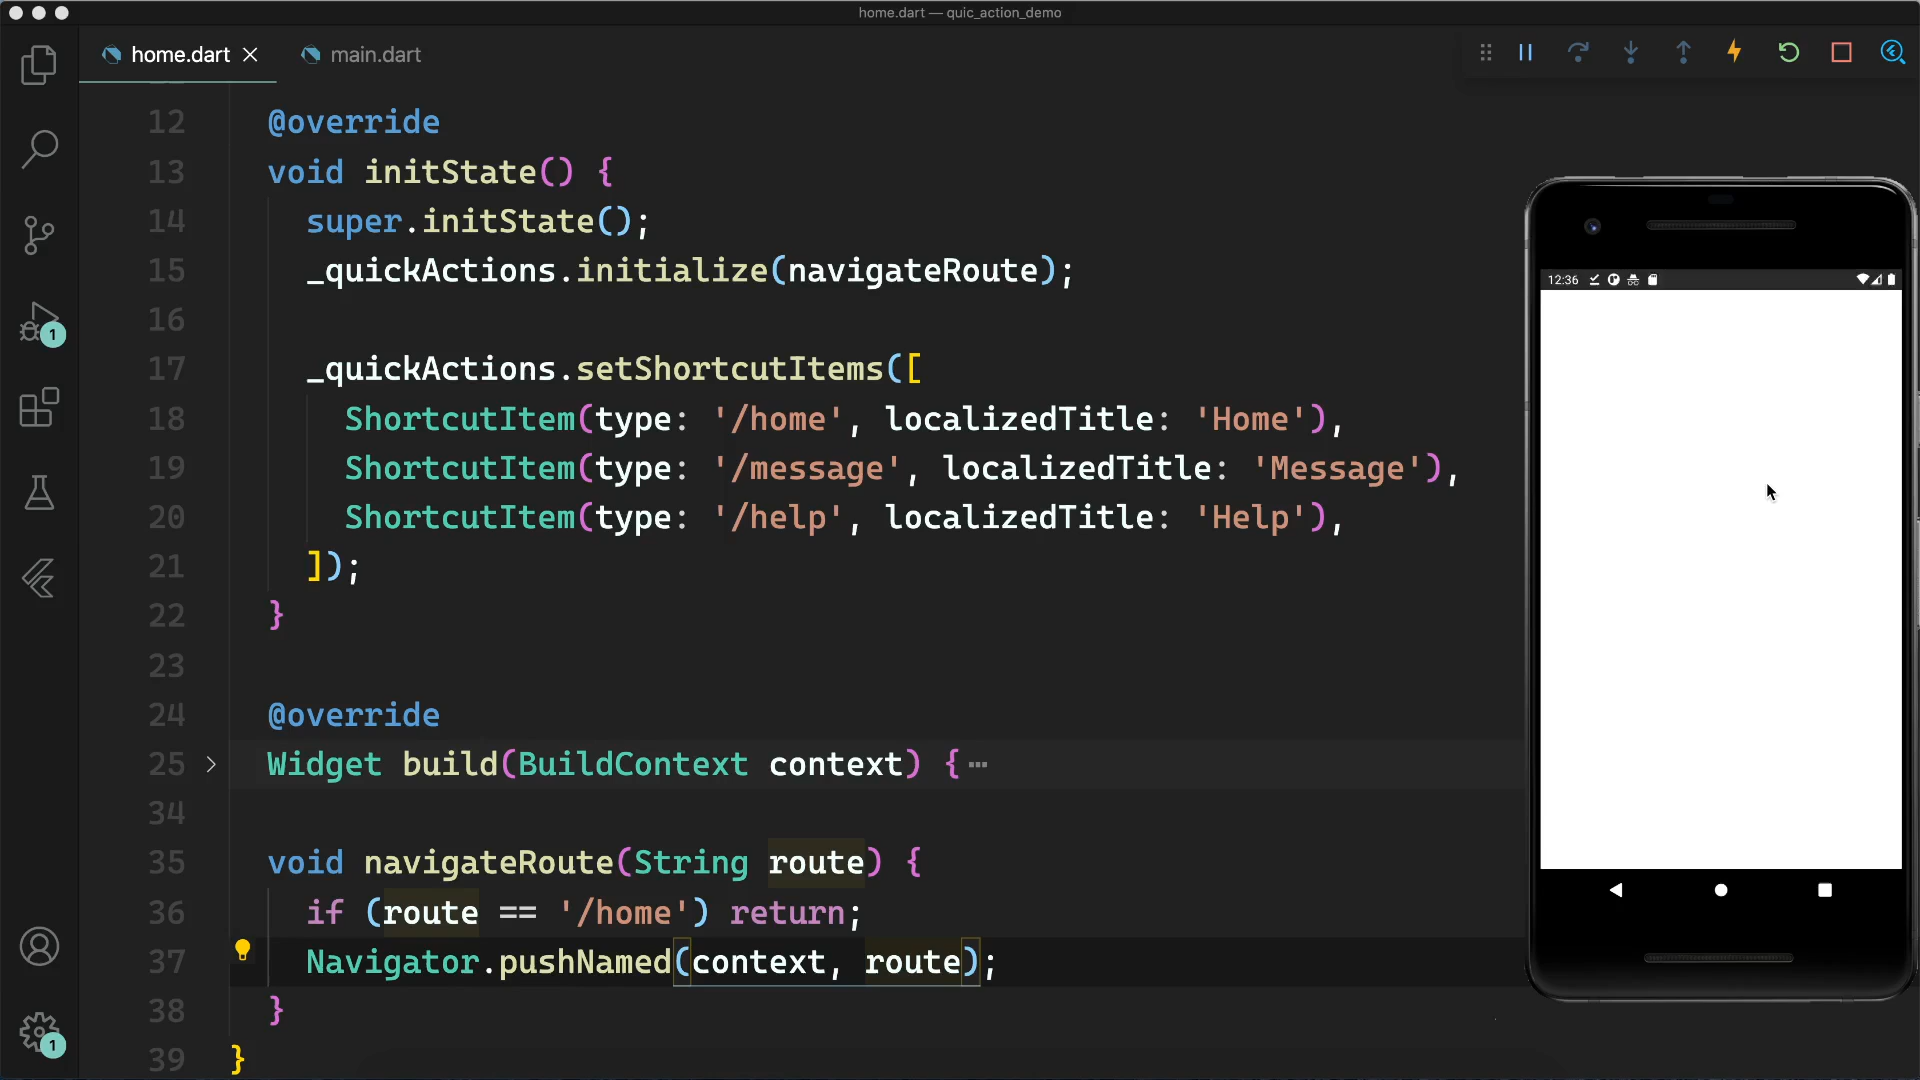 home.dart — quic_action_demo
home.dart
main.dart
12 @override
13 void initState() {
14 super.initState();
15 _quickActions.initialize(navigateRoute);
16
17 _quickActions.setShortcutItems([
18 ShortcutItem(type: '/home', localizedTitle: 'Home'),
19 ShortcutItem(type: '/message', localizedTitle: 'Message'),
20 ShortcutItem(type: '/help', localizedTitle: 'Help'),
21 ]);
22 }
23
24 @override
25 Widget build(BuildContext context) {
34
35 void navigateRoute(String route) {
36 if (route == '/home') return;
37 Navigator.pushNamed(context, route);
38 }
39 }
1
1
12:36